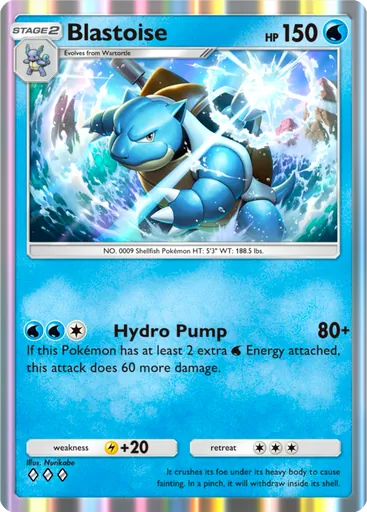 STAGE2 Blastoise HP 150
Evolves from Wartortle
NO. 0009 Shellfish Pokémon HT: 5'3" WT: 188.5 lbs.
Hydro Pump 80+
If this Pokémon has at least 2 extra Energy attached,
this attack does 60 more damage.
weakness +20 retreat
Illus. Hyrikobe
It crushes its foe under its heavy body to cause
fainting. In a pinch, it will withdraw inside its shell.